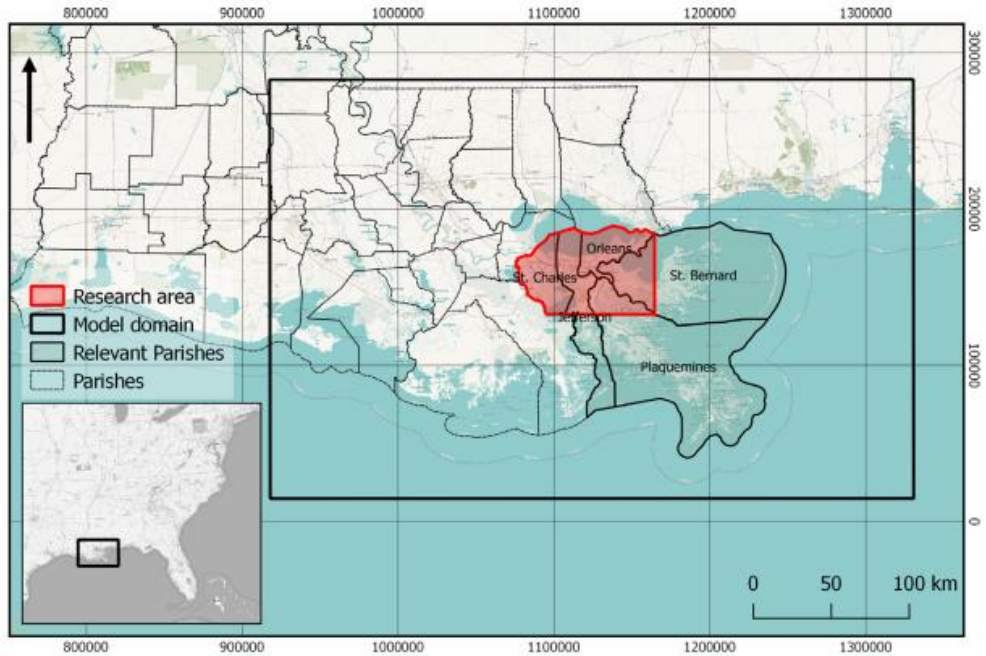 800000 900000 1000000 1100000 1200000 1300000
300000
200000
Orleans
St. Charles
St. Bernard
Research area
Model domain
Jefferson
Relevant Parishes
Plaquemines
100000
Parishes
0
0 50 100 km
800000 900000 1000000 1100000 1200000 1300000